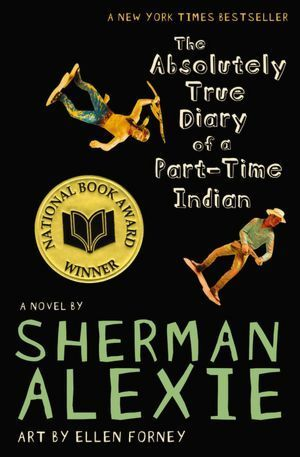 A NEW YORK TIMES BESTSELLER
The
Absolutely
True
Diary
of a
Part-Time
Indian
NATIONAL BOOK AWARD
WINNER
A NOVEL BY
SHERMAN
ALEXIE
ART BY ELLEN FORNEY